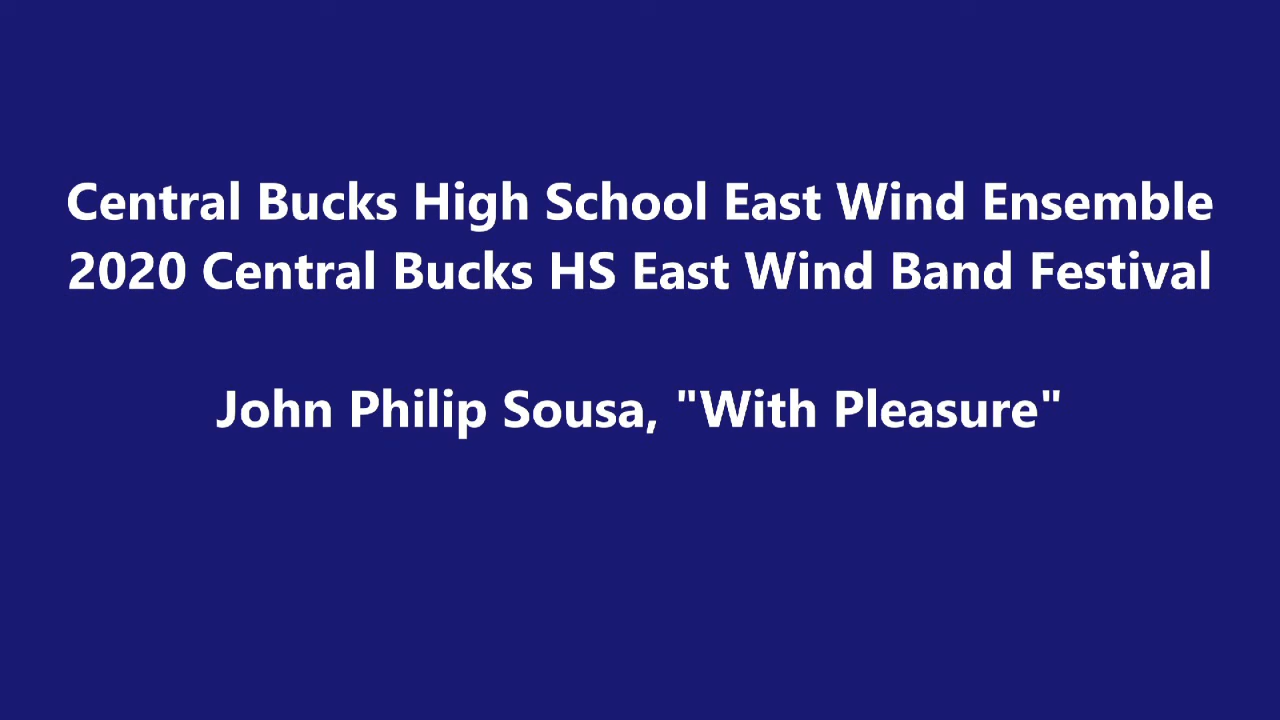 Central Bucks High School East Wind Ensemble
2020 Central Bucks HS East Wind Band Festival
John Philip Sousa, "With Pleasure"